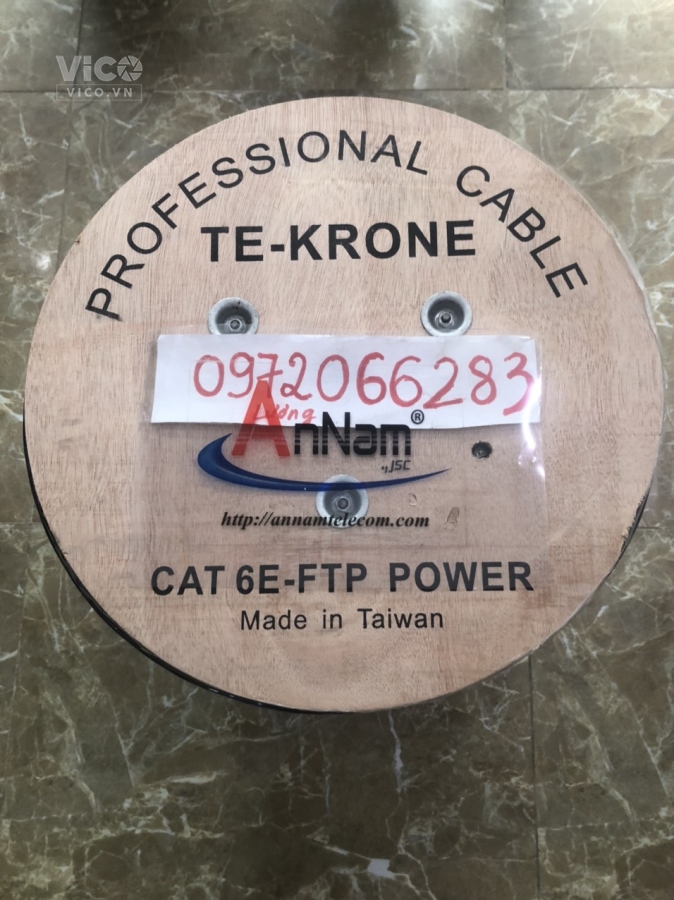 ViCO
VICO.VN
PROFESSIONAL CABLE
TE-KRONE
0972066283
Lương
AnNam®
JSC
http://annamtelecom.com
CAT 6E-FTP POWER
Made in Taiwan